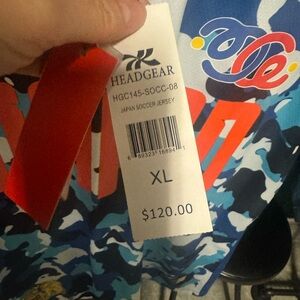 HEADGEAR
HGC145-SOCC-08
JAPAN SOCCER JERSEY
XL
$120.00